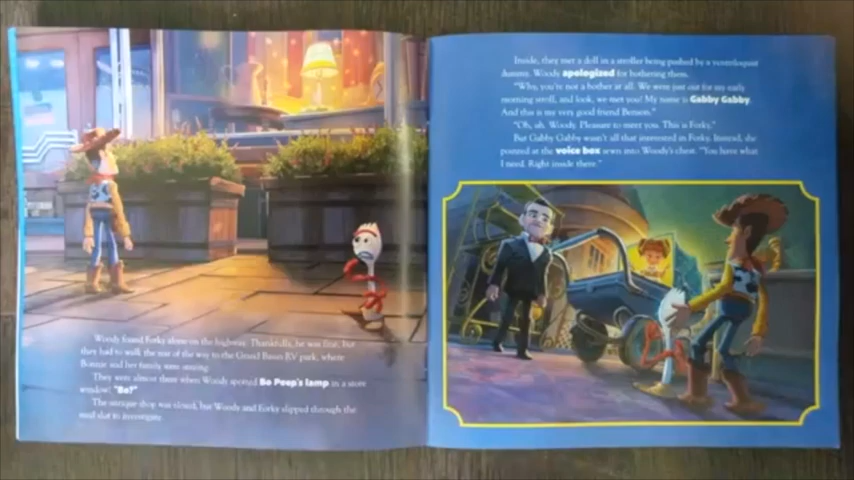 Woody found Forky alone on the highway. Thankfully, he was fine, but
they had to walk the rest of the way to the Grand Basin RV park, where
Bonnie and her family were staying.
They were almost there when Woody spotted Bo Peep's lamp in a store
window. "Bo?"
The antique shop was closed, but Woody and Forky slipped through the
mail slot to investigate.
Inside, they met a doll in a stroller being pushed by a ventriloquist
dummy. Woody apologized for bothering them.
"Why, you're not a bother at all. We were just out for my early
morning stroll, and look, we met you! My name is Gabby Gabby.
And this is my very good friend Benson."
"Oh, uh, Woody. Pleasure to meet you. This is Forky."
But Gabby Gabby wasn't all that interested in Forky. Instead, she
pointed at the voice box sewn into Woody's chest. "You have what
I need. Right inside there."